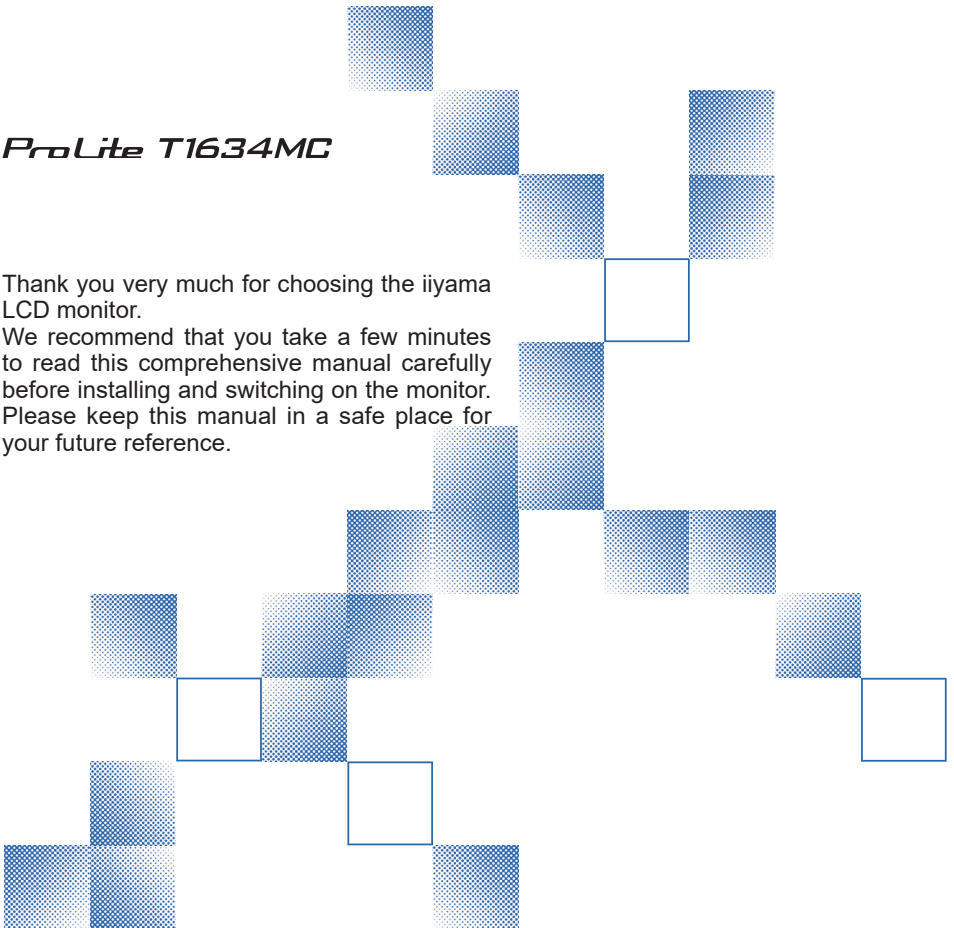 ProLite T1634MC
Thank you very much for choosing the iiyama
LCD monitor.
We recommend that you take a few minutes
to read this comprehensive manual carefully
before installing and switching on the monitor.
Please keep this manual in a safe place for
your future reference.